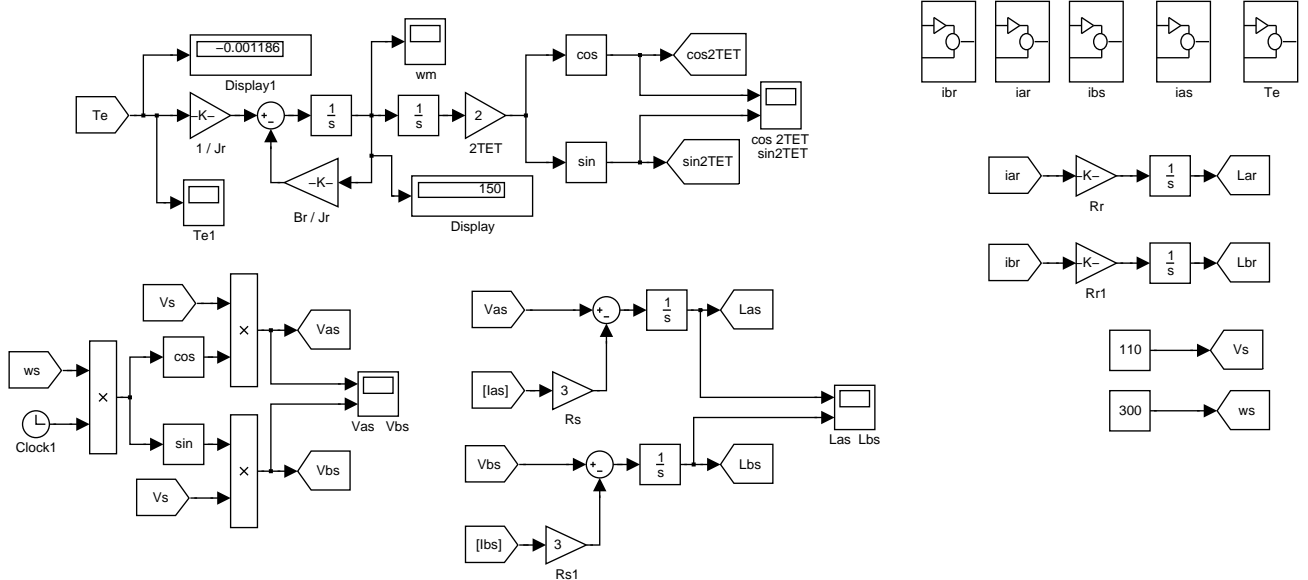 −0.001186
Display1
wm
cos
cos2TET
ibr
iar
ibs
ias
Te
Te
−K−
1 / Jr
+
−
1
s
1
s
2
2TET
cos 2TET
sin2TET
sin
sin2TET
−K−
Br / Jr
150
Display
Te1
iar
−K−
Rr
1
s
Lar
ibr
−K−
Rr1
1
s
Lbr
Vs
×
Vas
ws
×
cos
Clock1
sin
Vas Vbs
×
Vbs
Vs
Vas
+
−
1
s
Las
[Ias]
3
Rs
Las Lbs
Vbs
+
−
1
s
Lbs
[Ibs]
3
Rs1
110
Vs
300
ws